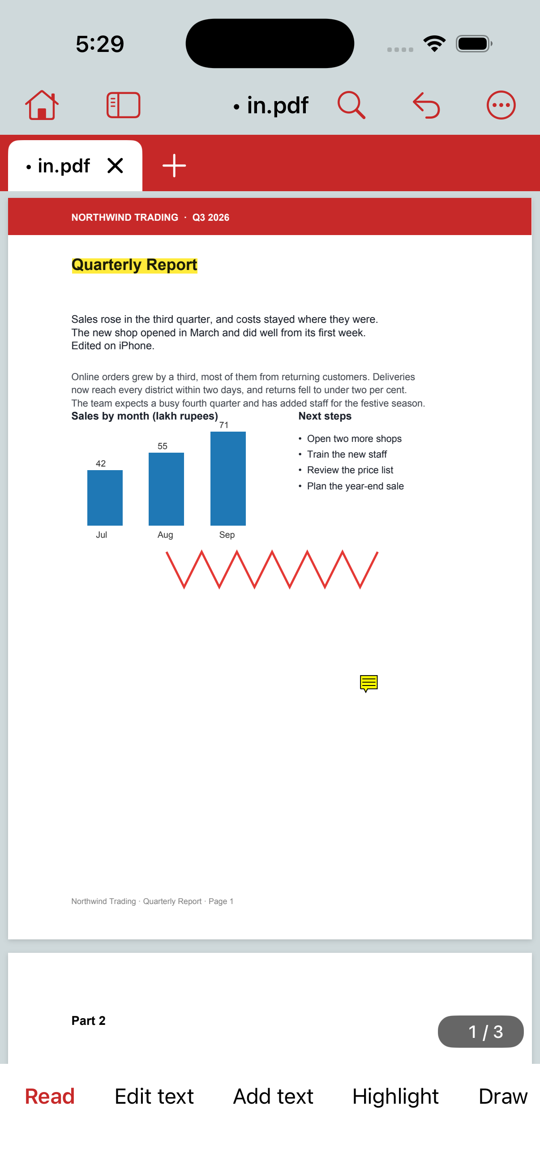 5:29
• in.pdf
• in.pdf
NORTHWIND TRADING · Q3 2026
Quarterly Report
Sales rose in the third quarter, and costs stayed where they were.
The new shop opened in March and did well from its first week.
Edited on iPhone.
Online orders grew by a third, most of them from returning customers. Deliveries
now reach every district within two days, and returns fell to under two per cent.
The team expects a busy fourth quarter and has added staff for the festive season.
Sales by month (lakh rupees)
42
55
71
Jul
Aug
Sep
Next steps
• Open two more shops
• Train the new staff
• Review the price list
• Plan the year-end sale
Northwind Trading · Quarterly Report · Page 1
Part 2
1 / 3
Read
Edit text
Add text
Highlight
Draw